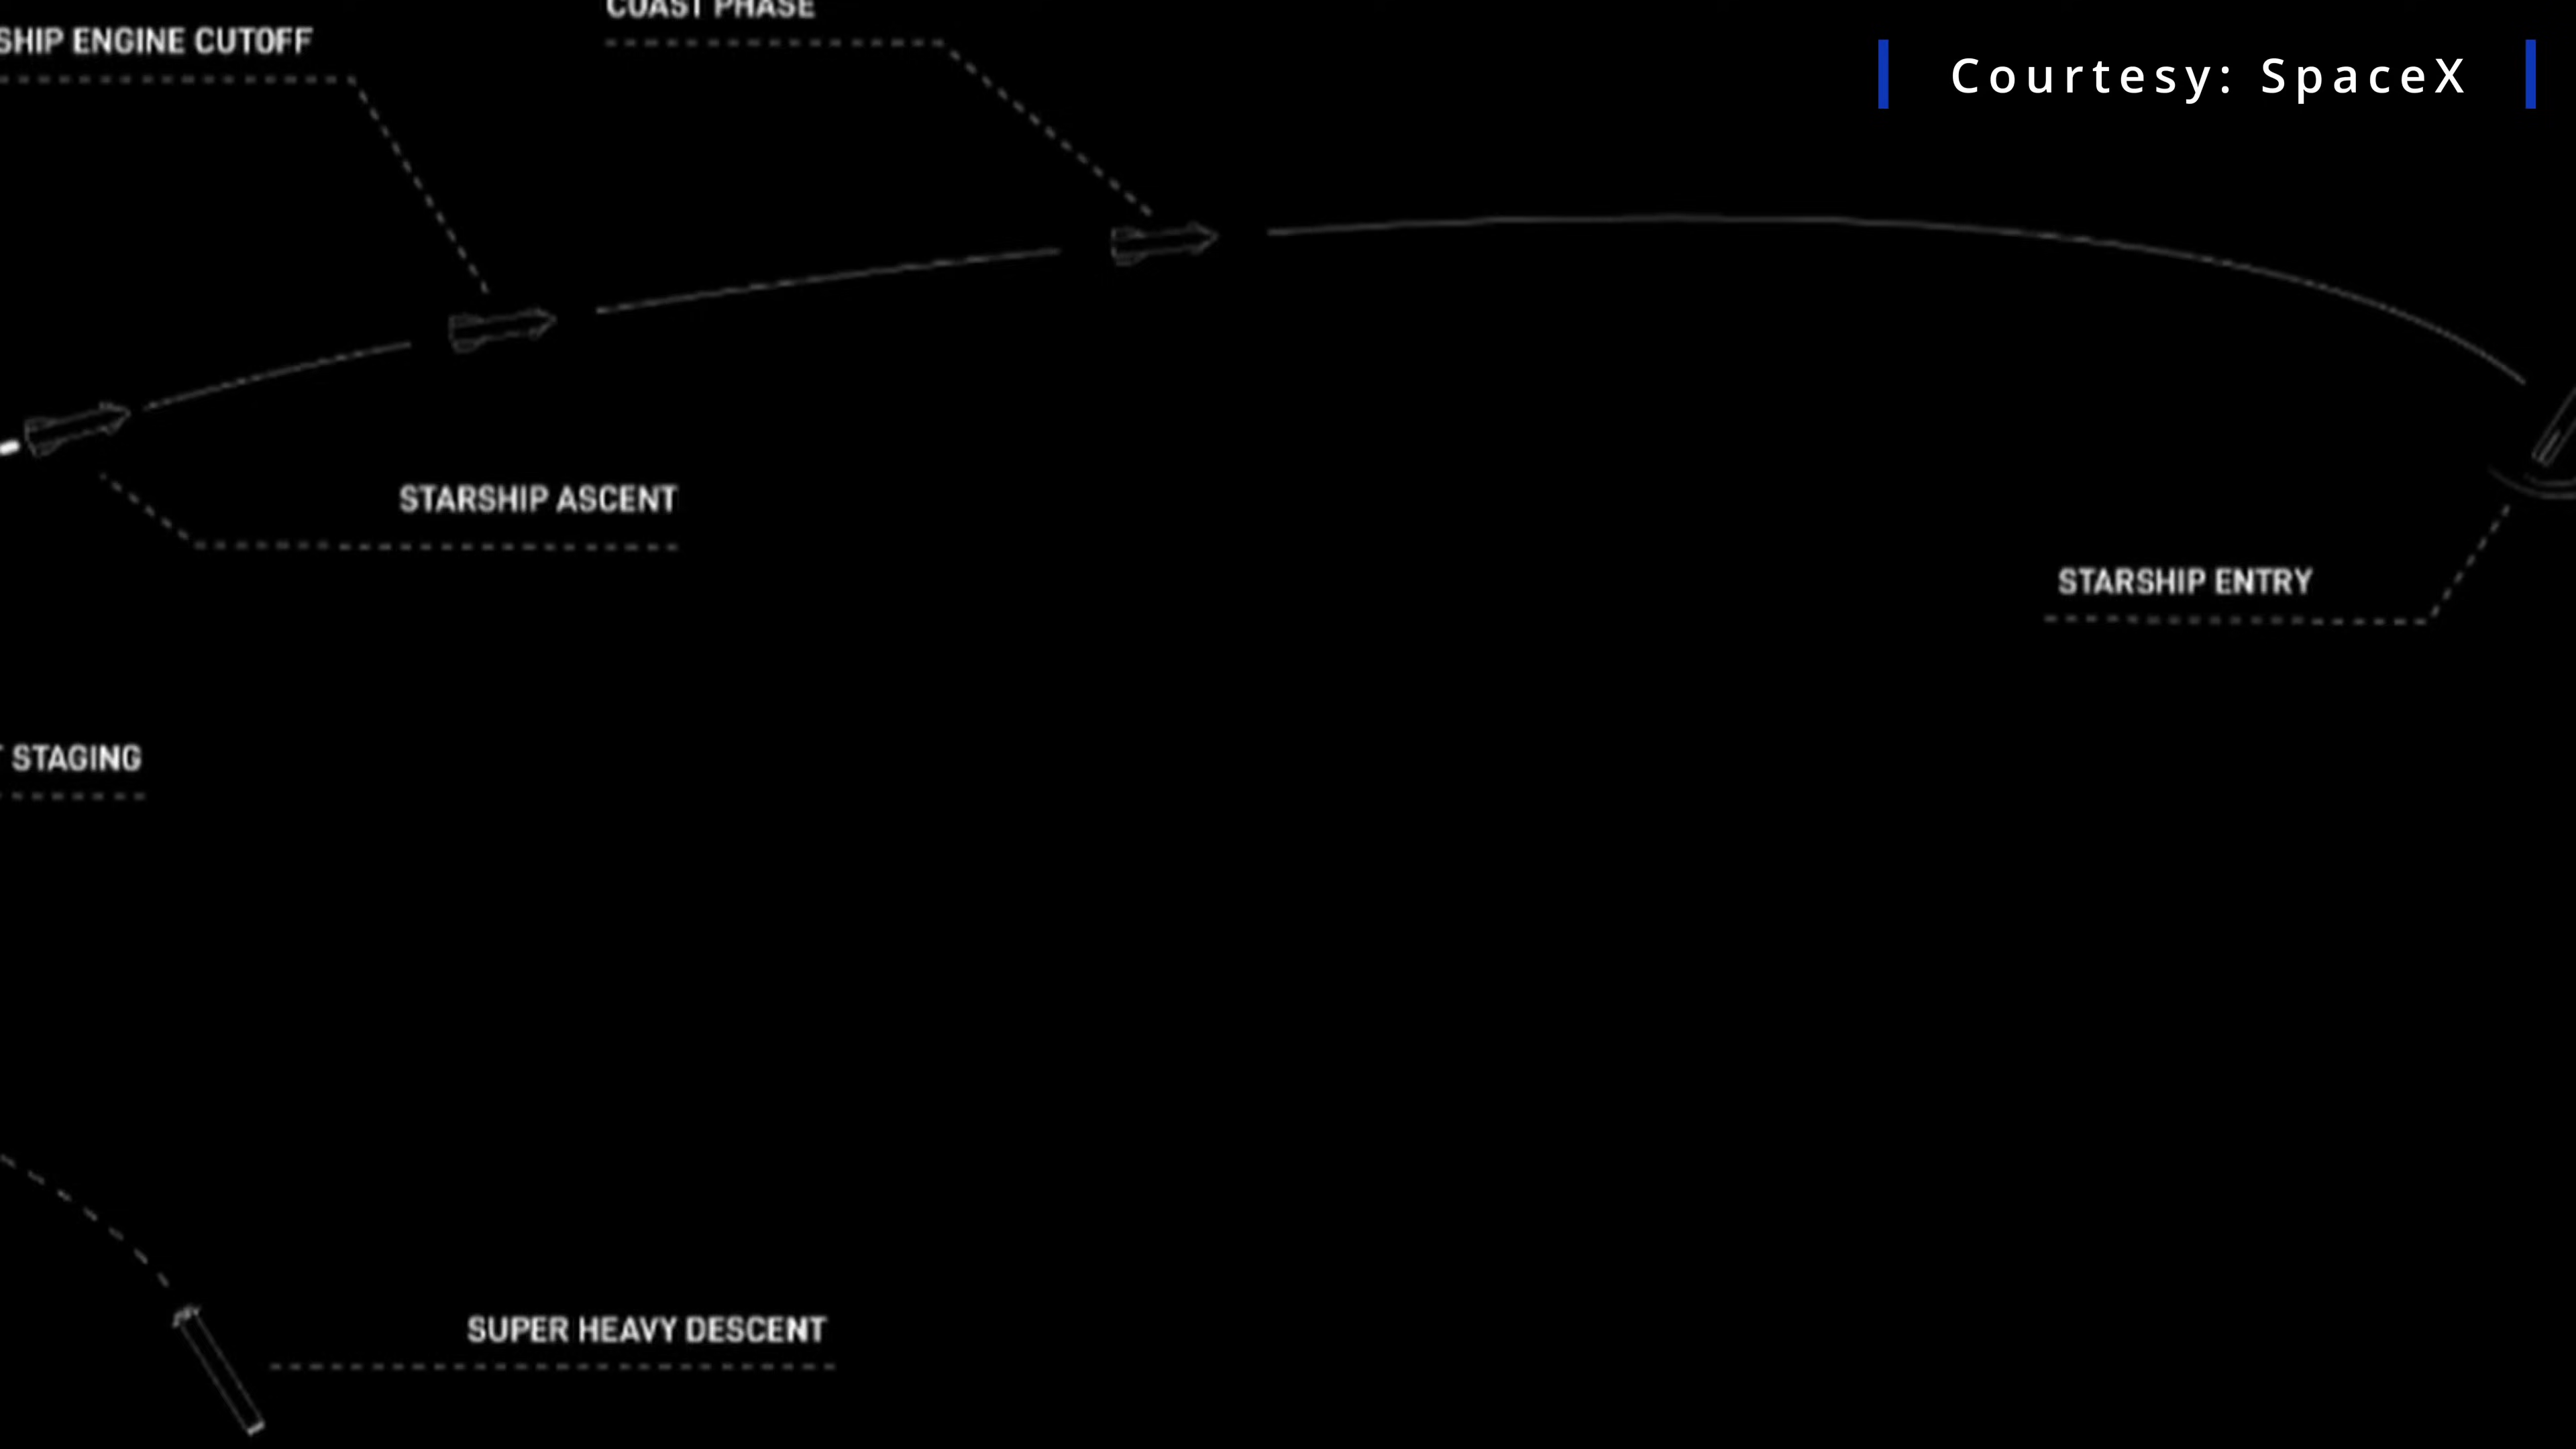 COAST PHASE
SHIP ENGINE CUTOFF
Courtesy: SpaceX
STARSHIP ASCENT
STARSHIP ENTRY
T STAGING
SUPER HEAVY DESCENT